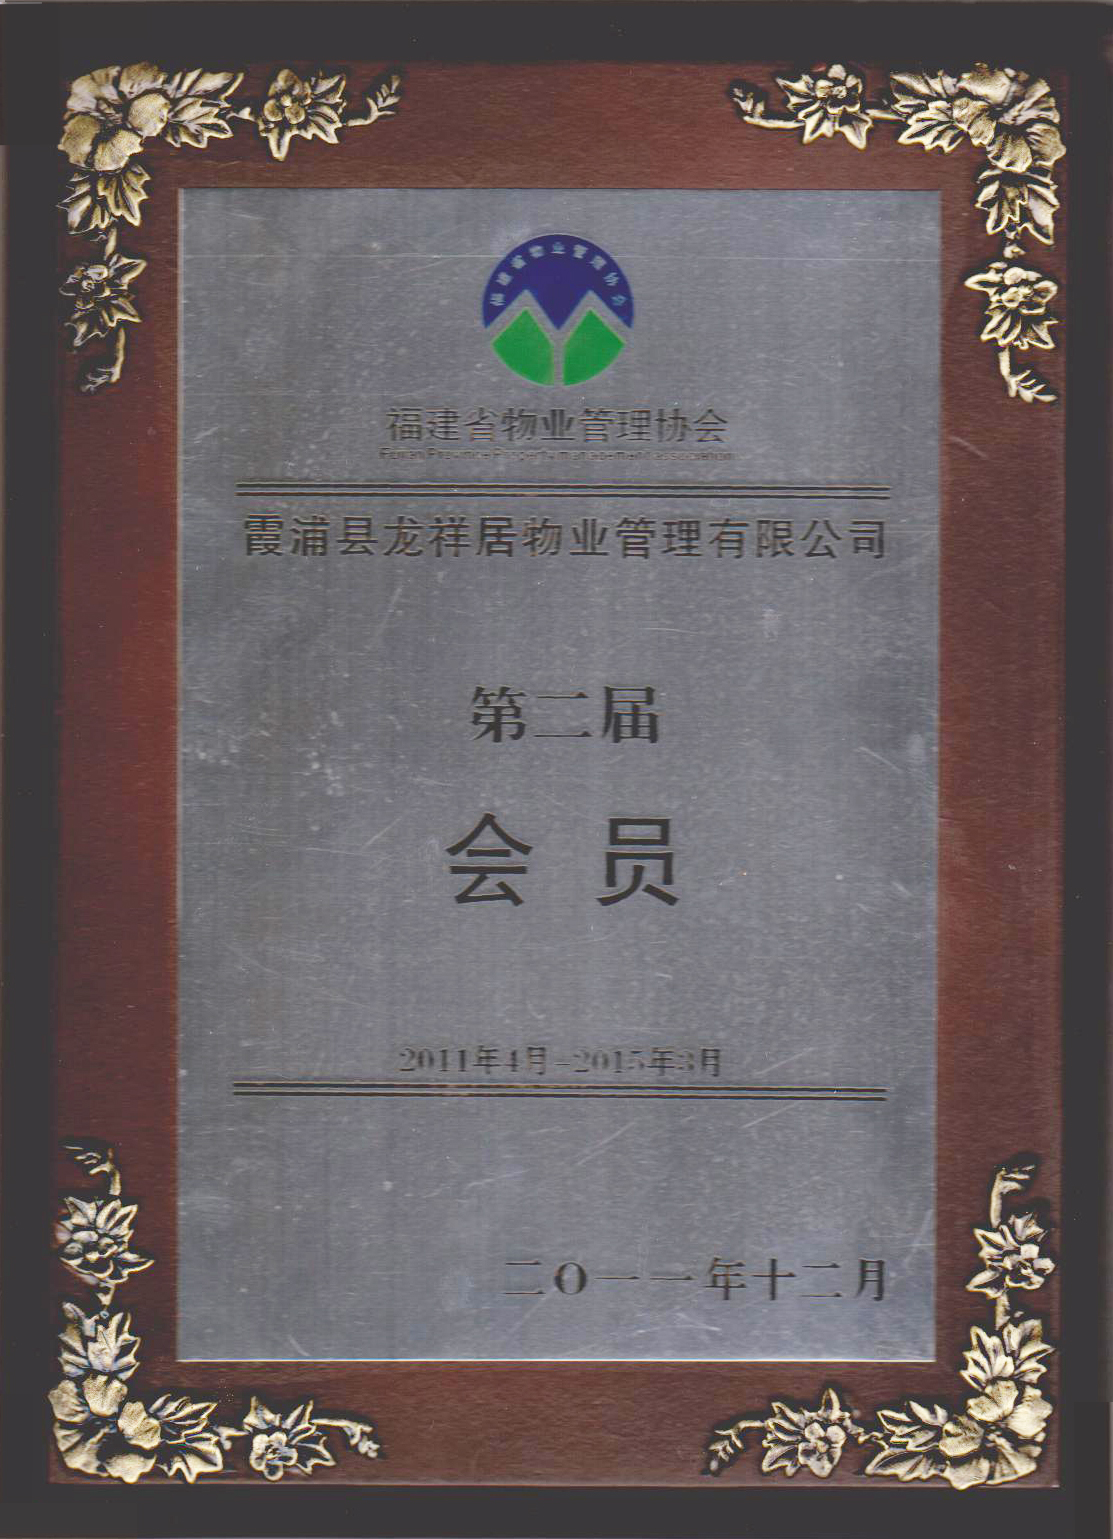 福建省物业管理协会
福建省物业管理协会
Fujian Province Property management association
霞浦县龙祥居物业管理有限公司
第二届
会员
2011年4月-2015年3月
二〇一一年十二月